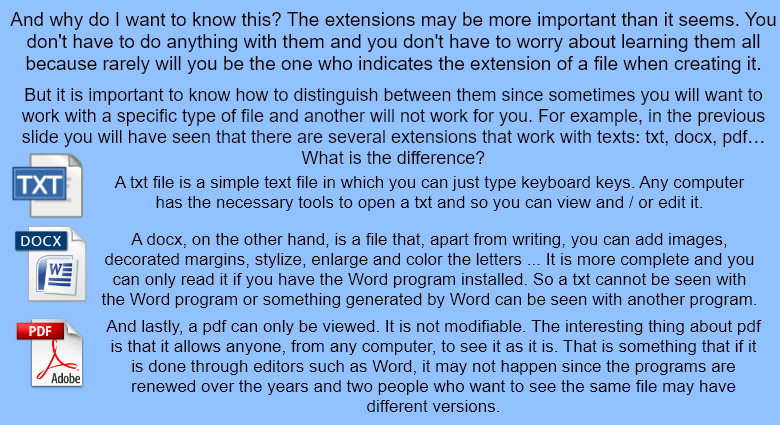 And why do I want to know this? The extensions may be more important than it seems. You
don't have to do anything with them and you don't have to worry about learning them all
because rarely will you be the one who indicates the extension of a file when creating it.
But it is important to know how to distinguish between them since sometimes you will want to
work with a specific type of file and another will not work for you. For example, in the previous
slide you will have seen that there are several extensions that work with texts: txt, docx, pdf…
What is the difference?
TXT
A txt file is a simple text file in which you can just type keyboard keys. Any computer
has the necessary tools to open a txt and so you can view and / or edit it.
DOCX
W
A docx, on the other hand, is a file that, apart from writing, you can add images,
decorated margins, stylize, enlarge and color the letters ... It is more complete and you
can only read it if you have the Word program installed. So a txt cannot be seen with
the Word program or something generated by Word can be seen with another program.
PDF
Adobe
And lastly, a pdf can only be viewed. It is not modifiable. The interesting thing about pdf
is that it allows anyone, from any computer, to see it as it is. That is something that if it
is done through editors such as Word, it may not happen since the programs are
renewed over the years and two people who want to see the same file may have
different versions.